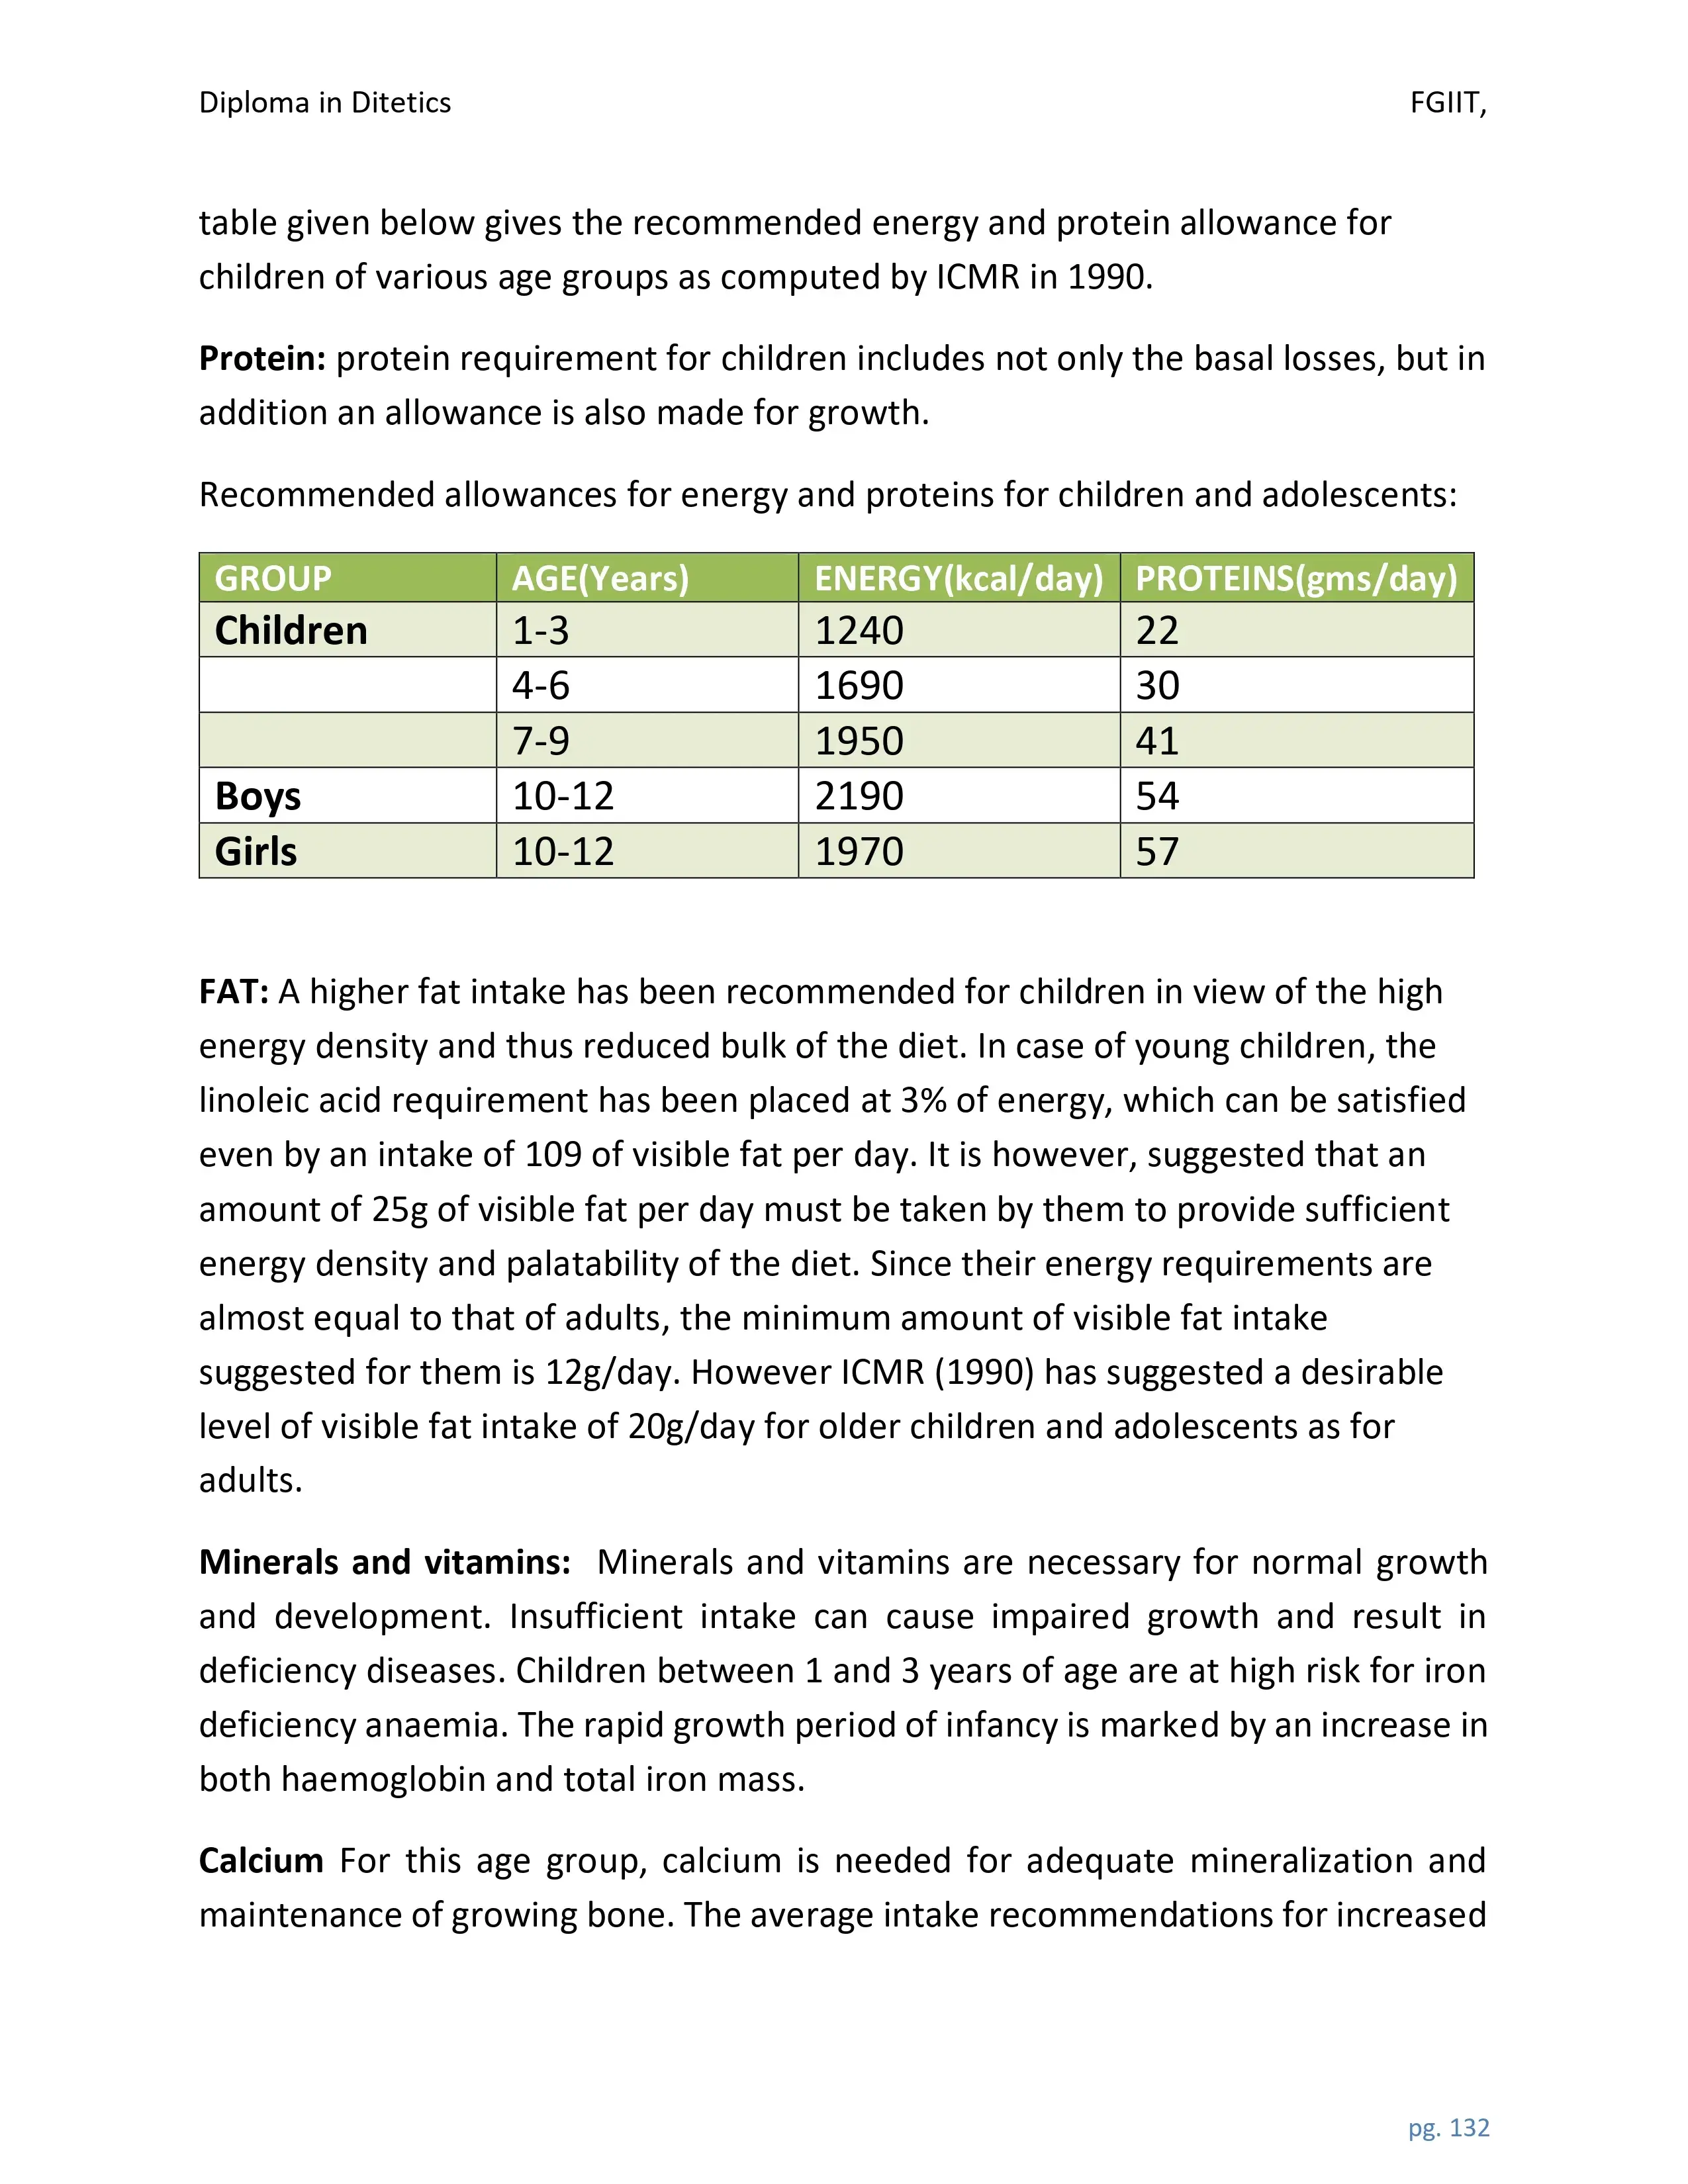 Diploma in Ditetics FGIIT,
table given below gives the recommended energy and protein allowance for
children of various age groups as computed by ICMR in 1990.
Protein: protein requirement for children includes not only the basal losses, but in
addition an allowance is also made for growth.
Recommended allowances for energy and proteins for children and adolescents:
GROUP AGE(Years) ENERGY(kcal/day) PROTEINS(gms/day)
Children 1-3 1240 22
4-6 1690 30
7-9 1950 41
Boys 10-12 2190 54
Girls 10-12 1970 57
FAT: A higher fat intake has been recommended for children in view of the high
energy density and thus reduced bulk of the diet. In case of young children, the
linoleic acid requirement has been placed at 3% of energy, which can be satisfied
even by an intake of 109 of visible fat per day. It is however, suggested that an
amount of 25g of visible fat per day must be taken by them to provide sufficient
energy density and palatability of the diet. Since their energy requirements are
almost equal to that of adults, the minimum amount of visible fat intake
suggested for them is 12g/day. However ICMR (1990) has suggested a desirable
level of visible fat intake of 20g/day for older children and adolescents as for
adults.
Minerals and vitamins: Minerals and vitamins are necessary for normal growth
and development. Insufficient intake can cause impaired growth and result in
deficiency diseases. Children between 1 and 3 years of age are at high risk for iron
deficiency anaemia. The rapid growth period of infancy is marked by an increase in
both haemoglobin and total iron mass.
Calcium For this age group, calcium is needed for adequate mineralization and
maintenance of growing bone. The average intake recommendations for increased
pg. 132